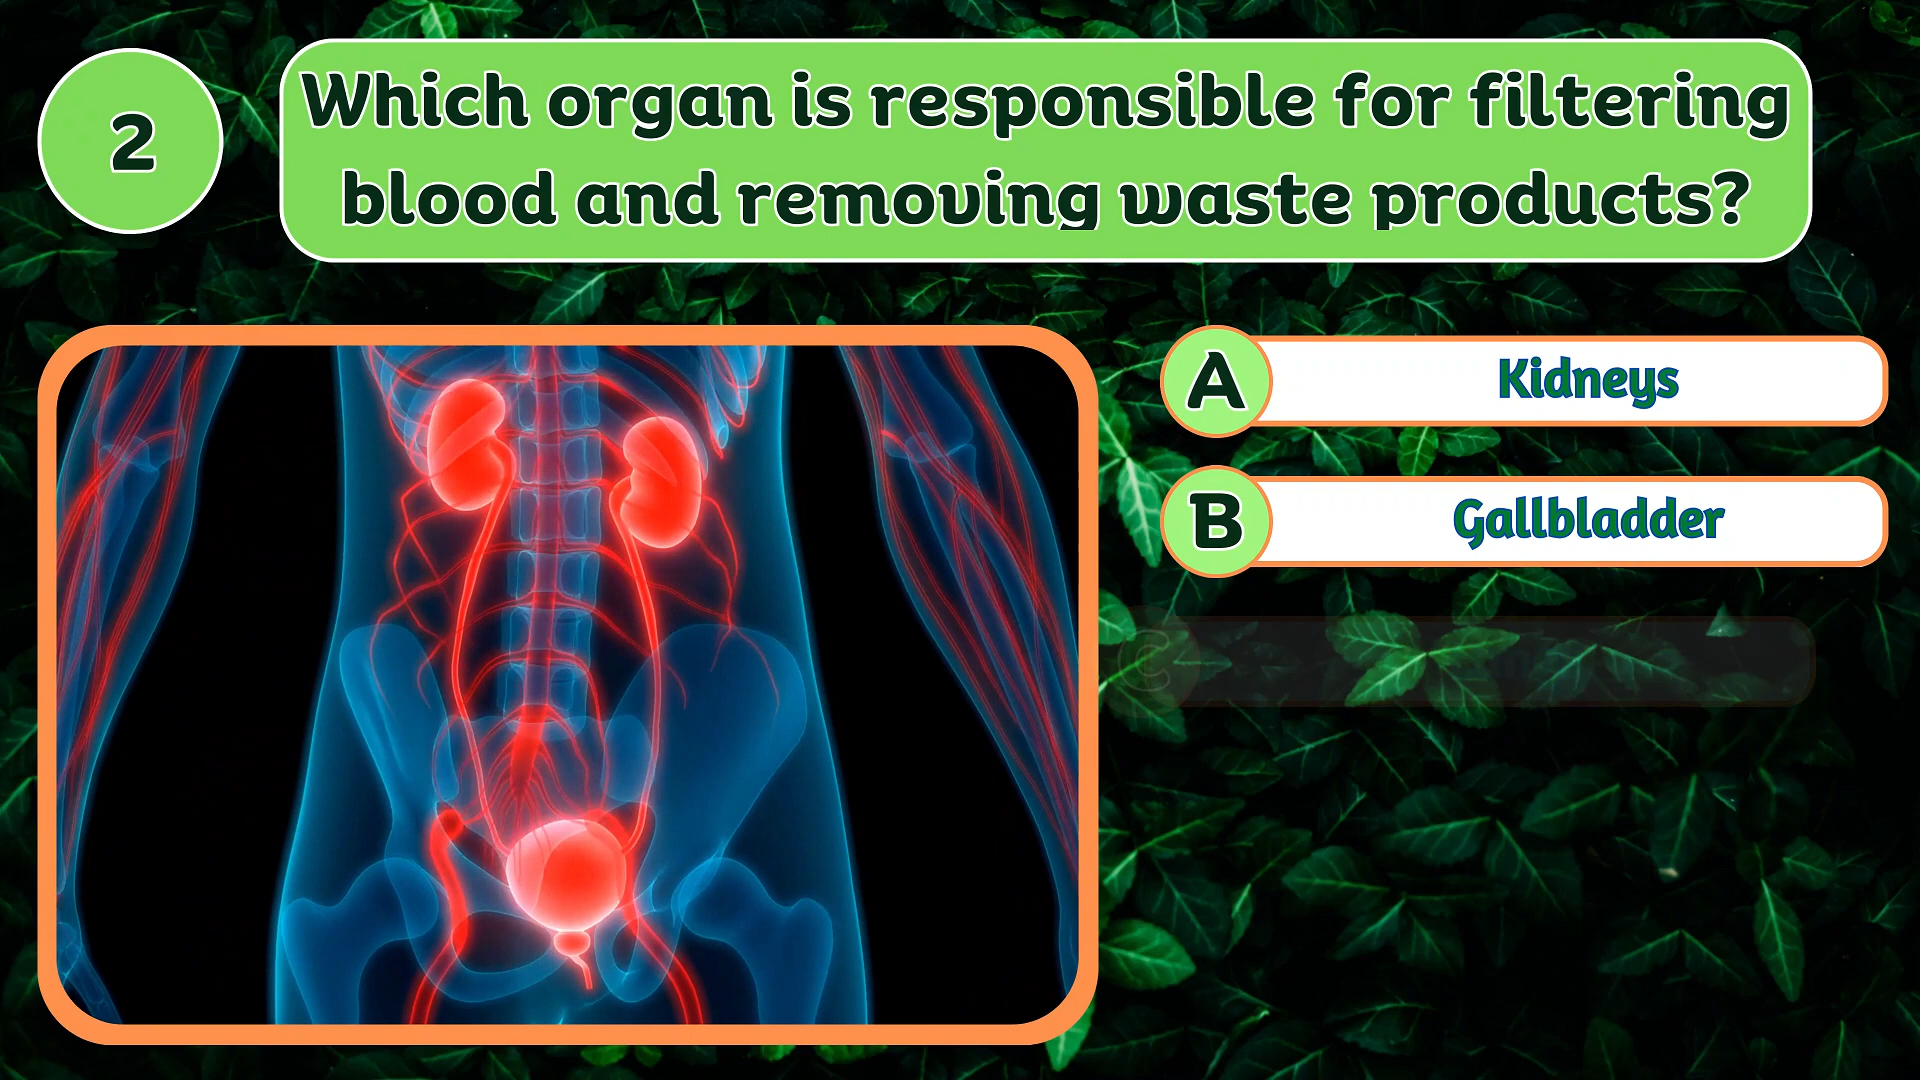 2
Which organ is responsible for filtering
blood and removing waste products?
A
Kidneys
B
Gallbladder
C